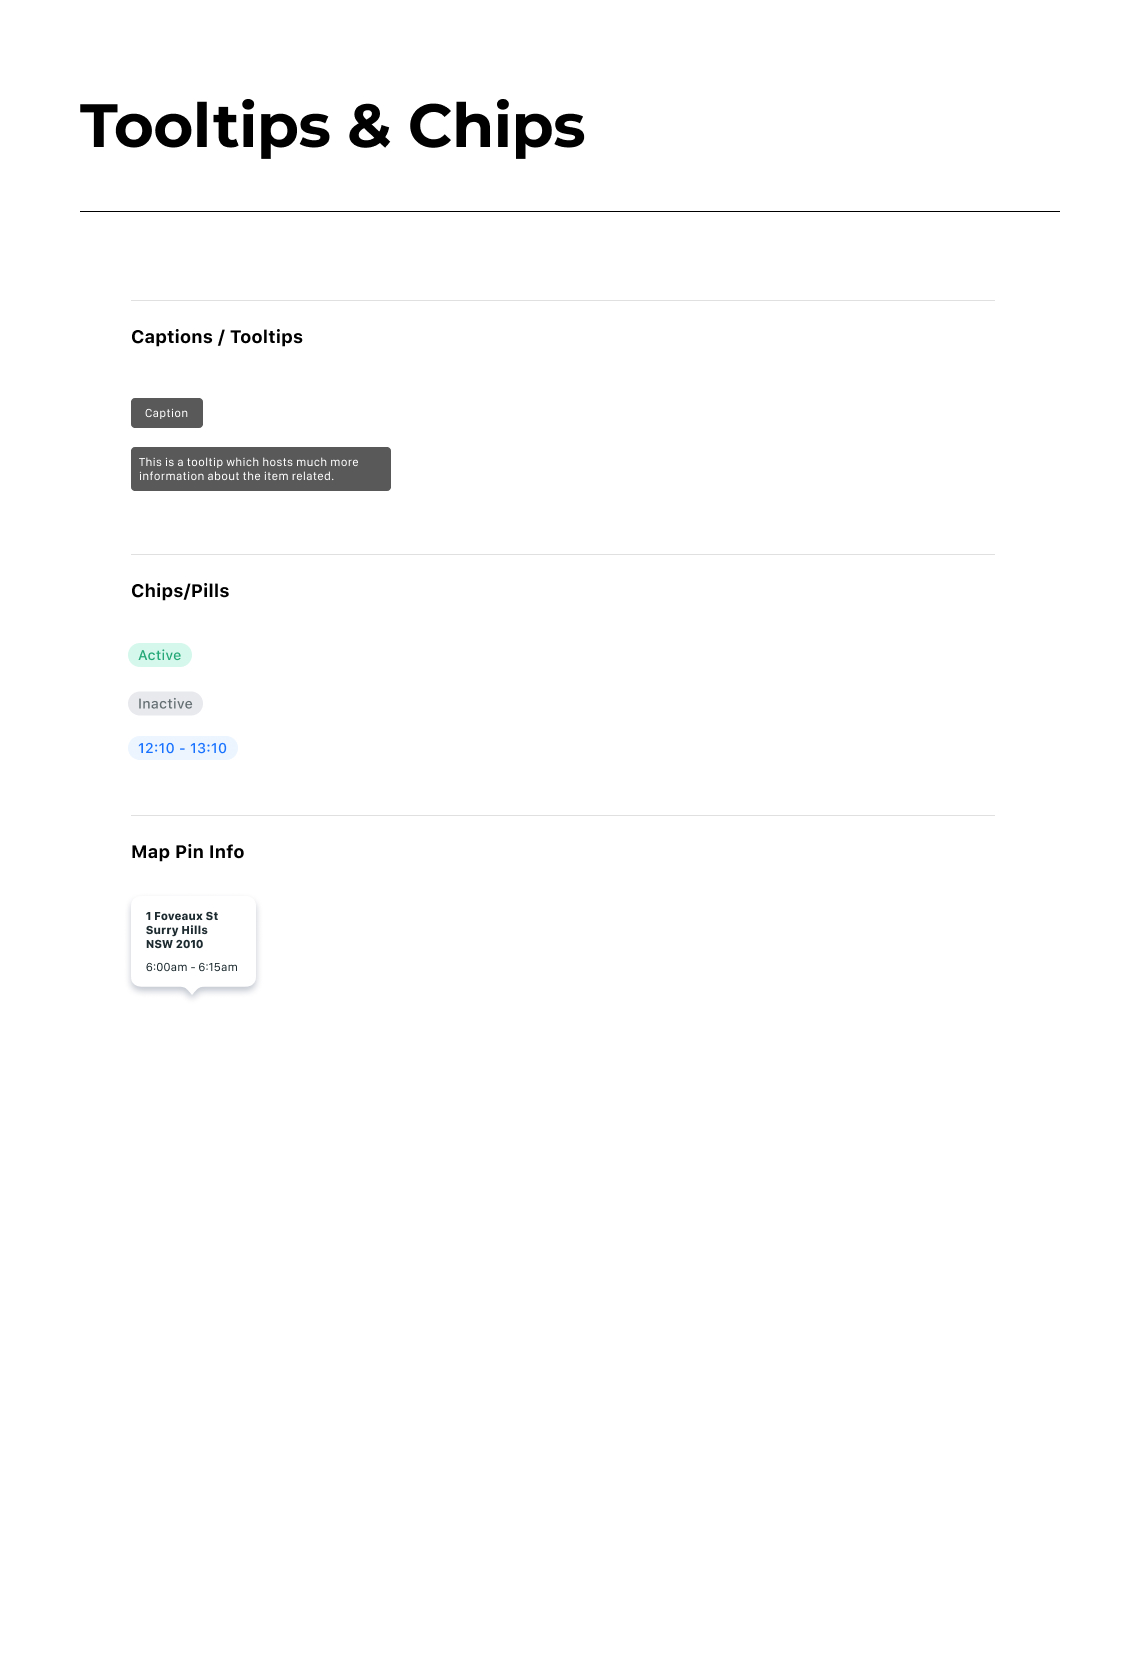 Tooltips & Chips
Captions / Tooltips
Caption
This is a tooltip which hosts much more
information about the item related.
Chips/Pills
Active
Inactive
12:10 - 13:10
Map Pin Info
1 Foveaux St
Surry Hills
NSW 2010
6:00am - 6:15am